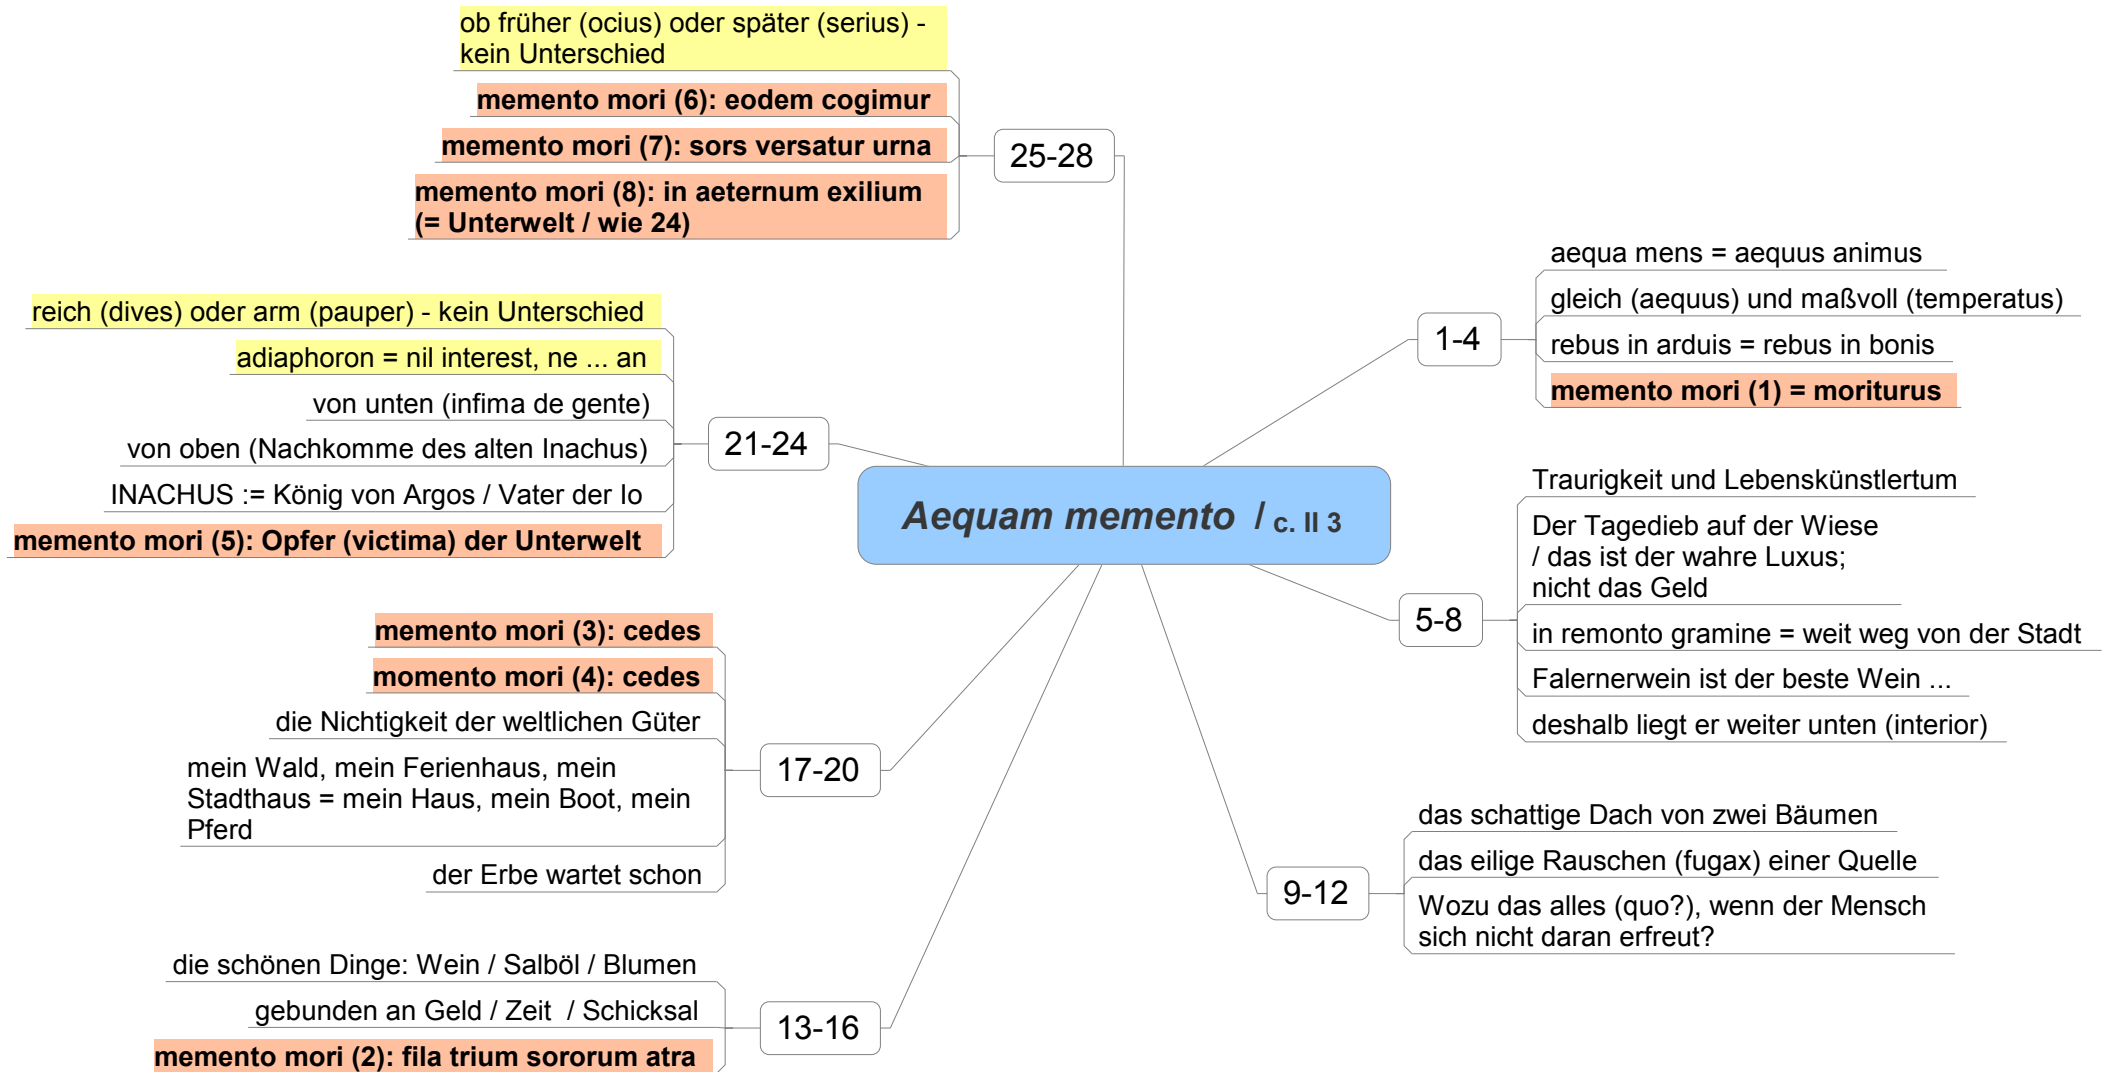 Aequam memento / c. II 3
1-4
aequa mens = aequus animus
gleich (aequus) und maßvoll (temperatus)
rebus in arduis = rebus in bonis
memento mori (1) = moriturus
5-8
Traurigkeit und Lebenskünstlertum
Der Tagedieb auf der Wiese
/ das ist der wahre Luxus;
nicht das Geld
in remonto gramine = weit weg von der Stadt
Falernerwein ist der beste Wein ...
deshalb liegt er weiter unten (interior)
9-12
das schattige Dach von zwei Bäumen
das eilige Rauschen (fugax) einer Quelle
Wozu das alles (quo?), wenn der Mensch
sich nicht daran erfreut?
13-16
die schönen Dinge: Wein / Salböl / Blumen
gebunden an Geld / Zeit / Schicksal
memento mori (2): fila trium sororum atra
17-20
memento mori (3): cedes
momento mori (4): cedes
die Nichtigkeit der weltlichen Güter
mein Wald, mein Ferienhaus, mein
Stadthaus = mein Haus, mein Boot, mein
Pferd
der Erbe wartet schon
21-24
reich (dives) oder arm (pauper) - kein Unterschied
adiaphoron = nil interest, ne ... an
von unten (infima de gente)
von oben (Nachkomme des alten Inachus)
INACHUS := König von Argos / Vater der Io
memento mori (5): Opfer (victima) der Unterwelt
25-28
ob früher (ocius) oder später (serius) -
kein Unterschied
memento mori (6): eodem cogimur
memento mori (7): sors versatur urna
memento mori (8): in aeternum exilium
(= Unterwelt / wie 24)